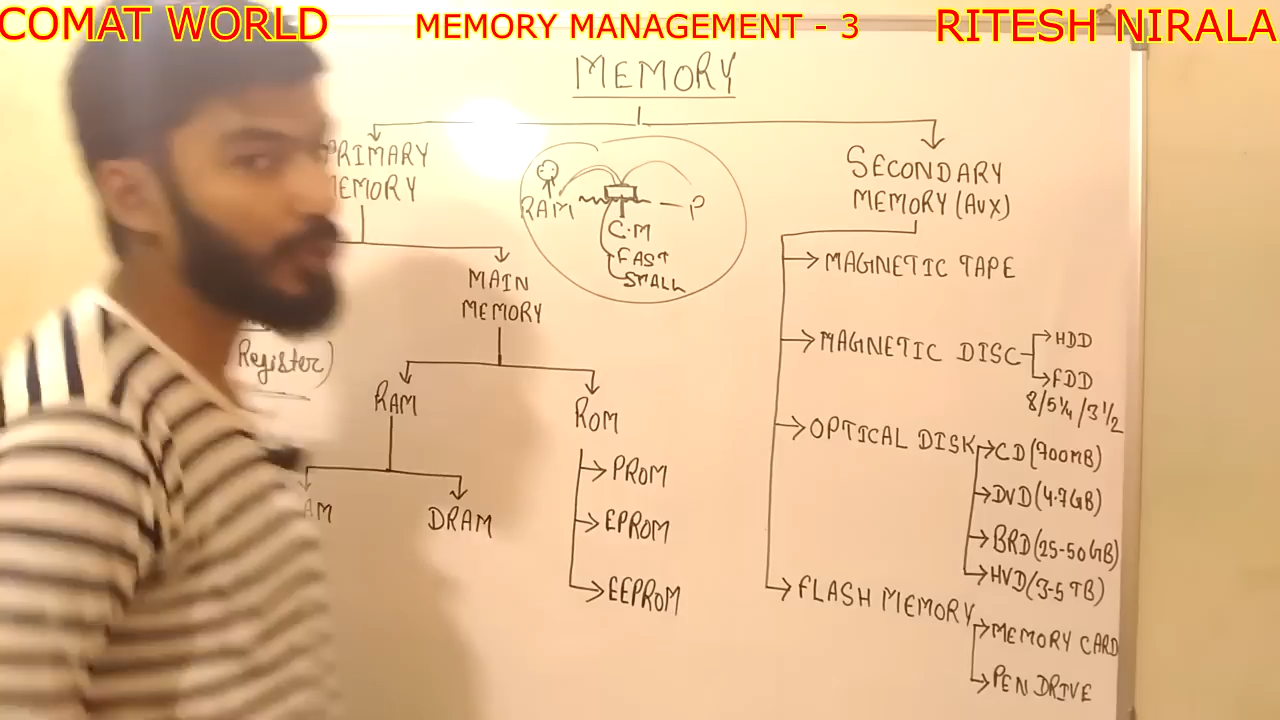 COMAT WORLD
MEMORY MANAGEMENT - 3
RITESH NIRALA
MEMORY
PRIMARY
MEMORY
RAM
P
C.M
FAST
SMALL
SECONDARY
MEMORY (AUX)
MAIN
MEMORY
Register)
RAM
ROM
DRAM
PROM
EPROM
EEPROM
MAGNETIC TAPE
MAGNETIC DISC
HDD
FDD
8/5¼/3½
OPTICAL DISK
CD (900MB)
DVD (4.7GB)
BRD (25-50GB)
HVD (3-5TB)
FLASH MEMORY
MEMORY CARD
PEN DRIVE